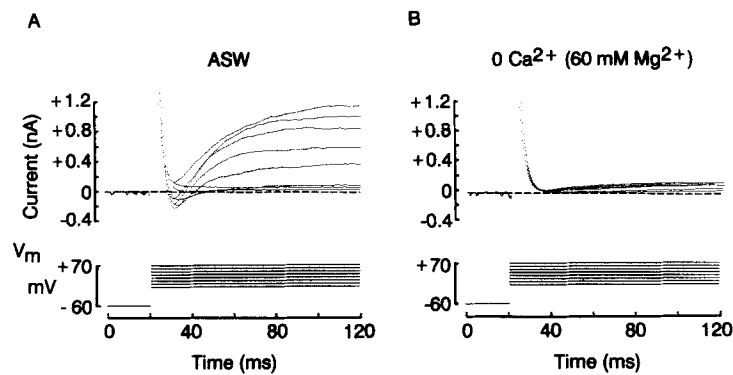 A
ASW
+1.2
+0.8
+0.4
0
-0.4
Current (nA)
Vm
mV
+70
-60
0
40
80
120
Time (ms)
B
0 Ca2+ (60 mM Mg2+)
+1.2
+0.8
+0.4
0
-0.4
+70
-60
0
40
80
120
Time (ms)